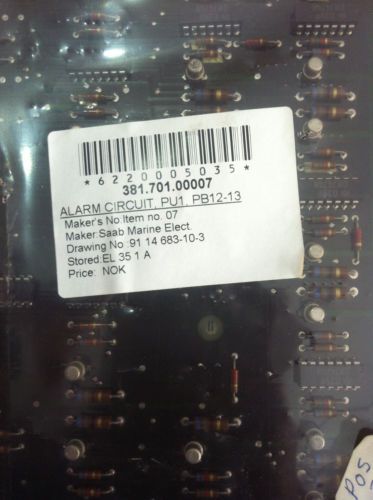 *6220005035*
381.701.00007
ALARM CIRCUIT, PU1, PB12-13
Maker's No:Item no. 07
Maker:Saab Marine Elect.
Drawing No :91 14 683-10-3
Stored:EL 35 1 A
Price: NOK
POS